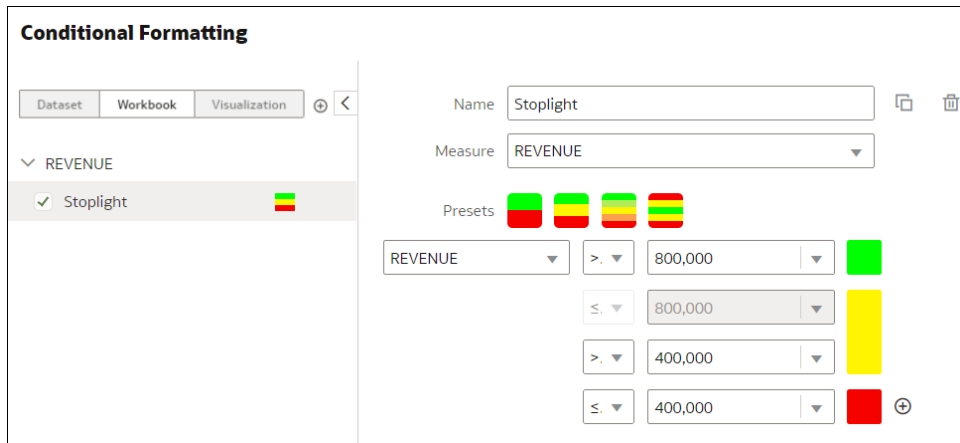 Conditional Formatting
Dataset Workbook Visualization
Name Stoplight
Measure REVENUE
REVENUE
Stoplight
Presets
REVENUE >. 800,000
≤. 800,000
>. 400,000
≤. 400,000